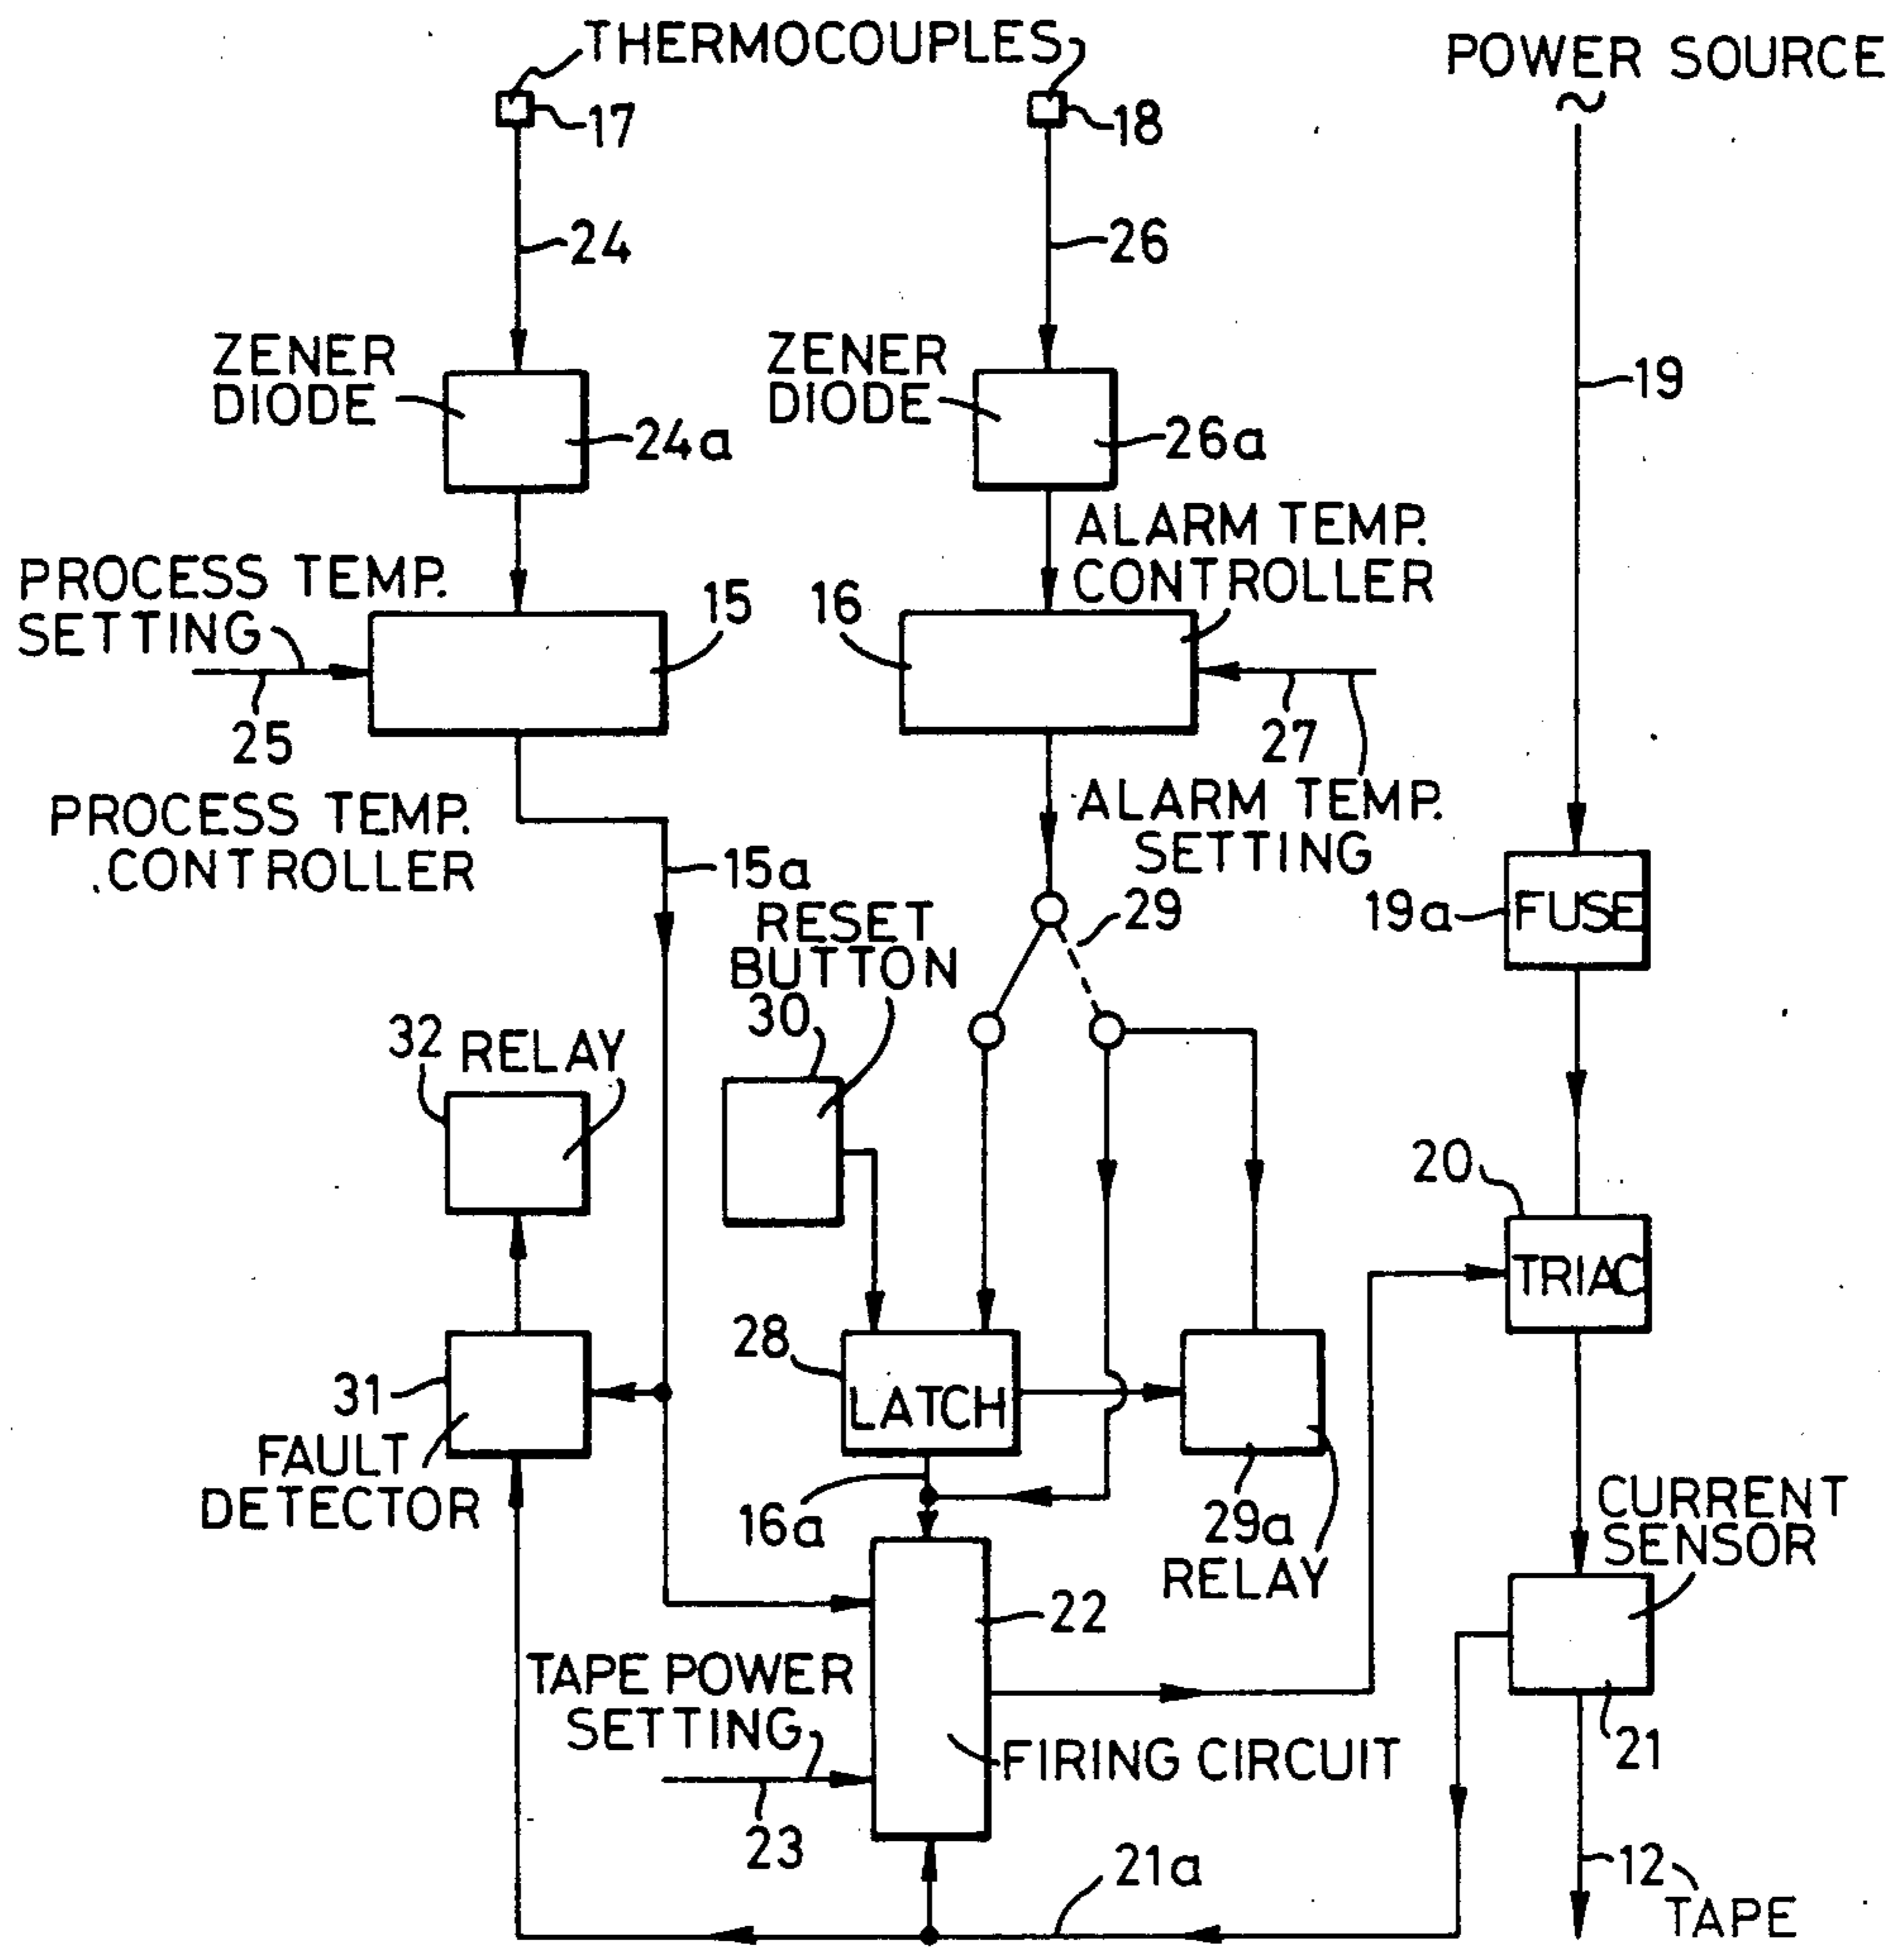 THERMOCOUPLES
POWER SOURCE
~
17
18
24
26
19
ZENER
DIODE
24a
ZENER
DIODE
26a
ALARM TEMP.
CONTROLLER
PROCESS TEMP.
SETTING
15
16
25
27
PROCESS TEMP.
CONTROLLER
ALARM TEMP.
SETTING
15a
29
19a
FUSE
RESET
BUTTON
30
32 RELAY
20
TRIAC
28
LATCH
31
FAULT
DETECTOR
16a
29a
RELAY
CURRENT
SENSOR
22
TAPE POWER
SETTING
FIRING CIRCUIT
21
23
21a
12
TAPE